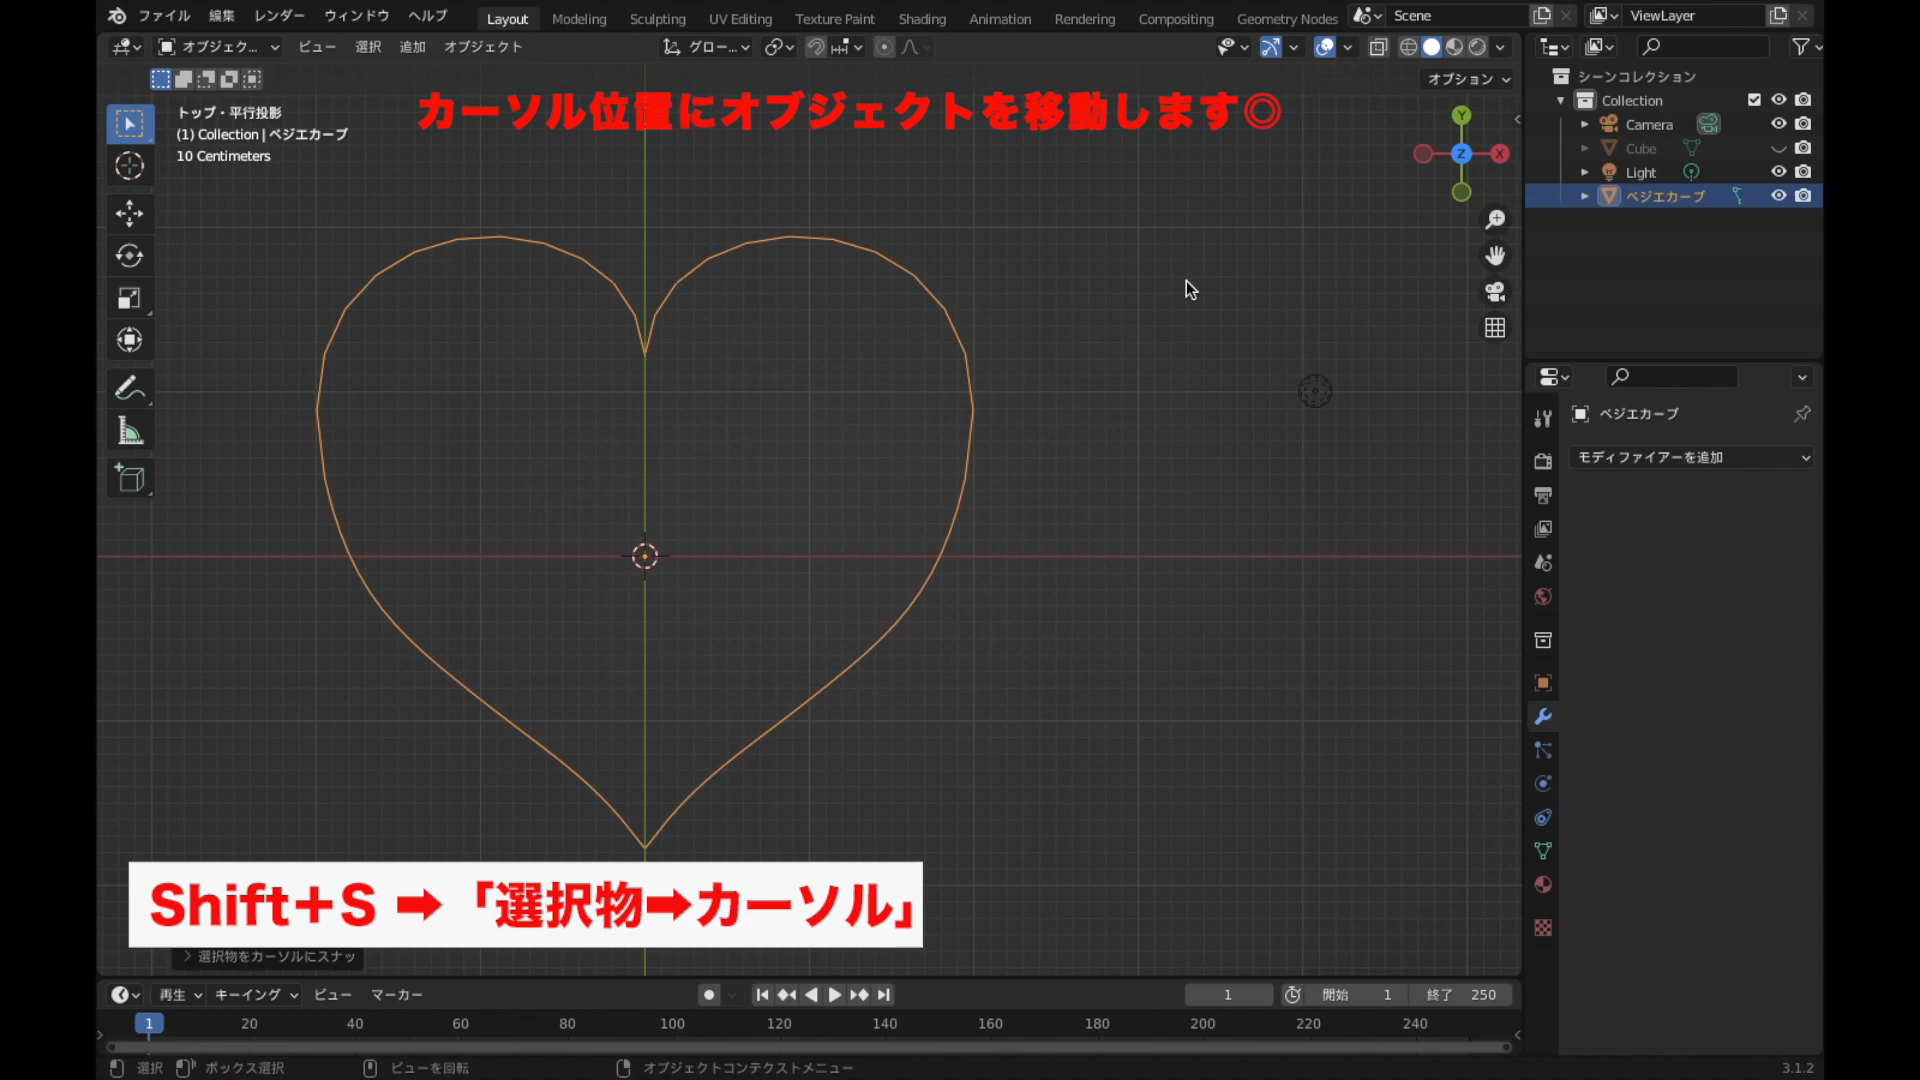 ファイル 編集 レンダー ウィンドウ ヘルプ Layout Modeling Sculpting UV Editing Texture Paint Shading Animation Rendering Compositing Geometry Nodes Scene ViewLayer
オブジェク... ビュー 選択 追加 オブジェクト グロー...
オプション
カーソル位置にオブジェクトを移動します◎
トップ・平行投影
(1) Collection | ベジエカーブ
10 Centimeters
Y
Z
X
シーンコレクション
Collection
Camera
Cube
Light
ベジエカーブ
ベジエカーブ
モディファイアーを追加
Shift+S ➡「選択物➡カーソル」
選択物をカーソルにスナッ
再生 キーイング ビュー マーカー 1 開始 1 終了 250
1 20 40 60 80 100 120 140 160 180 200 220 240
選択 ボックス選択 ビューを回転 オブジェクトコンテクストメニュー 3.1.2